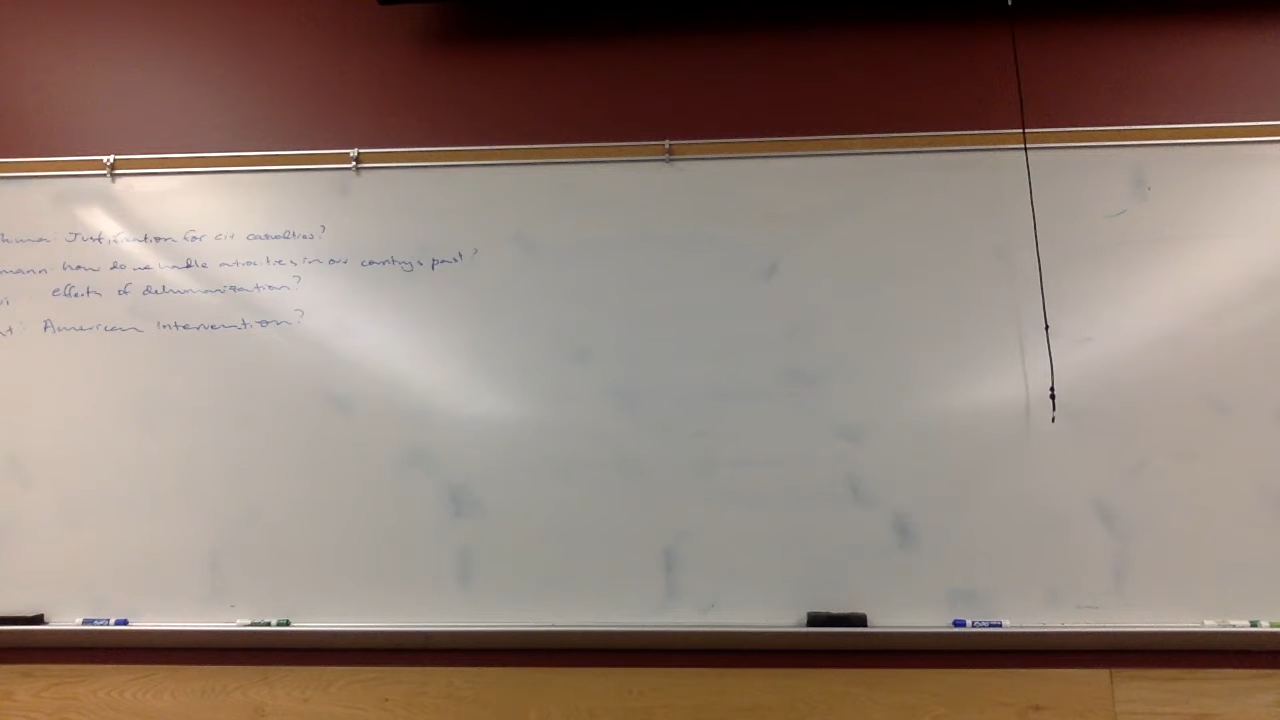 Justification for civ casualties?
mann: how do we handle atrocities in our country's past?
effects of dehumanization?
American Intervention?